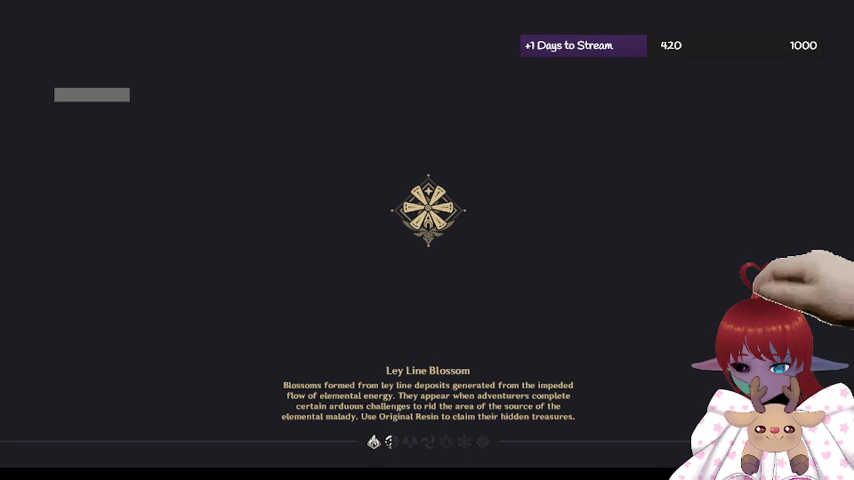 +1 Days to Stream
420
1000
Ley Line Blossom
Blossoms formed from ley line deposits generated from the impeded
flow of elemental energy. They appear when adventurers complete
certain arduous challenges to rid the area of the source of the
elemental malady. Use Original Resin to claim their hidden treasures.